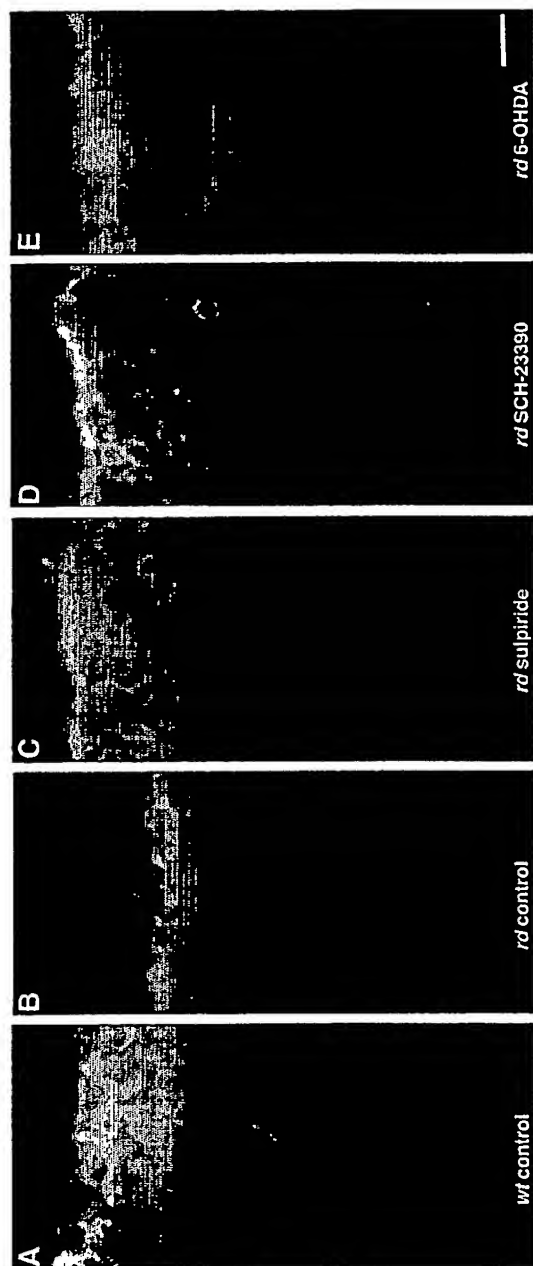 A
wt control
B
rd control
C
rd sulpiride
D
rd SCH-23390
E
rd 6-OHDA